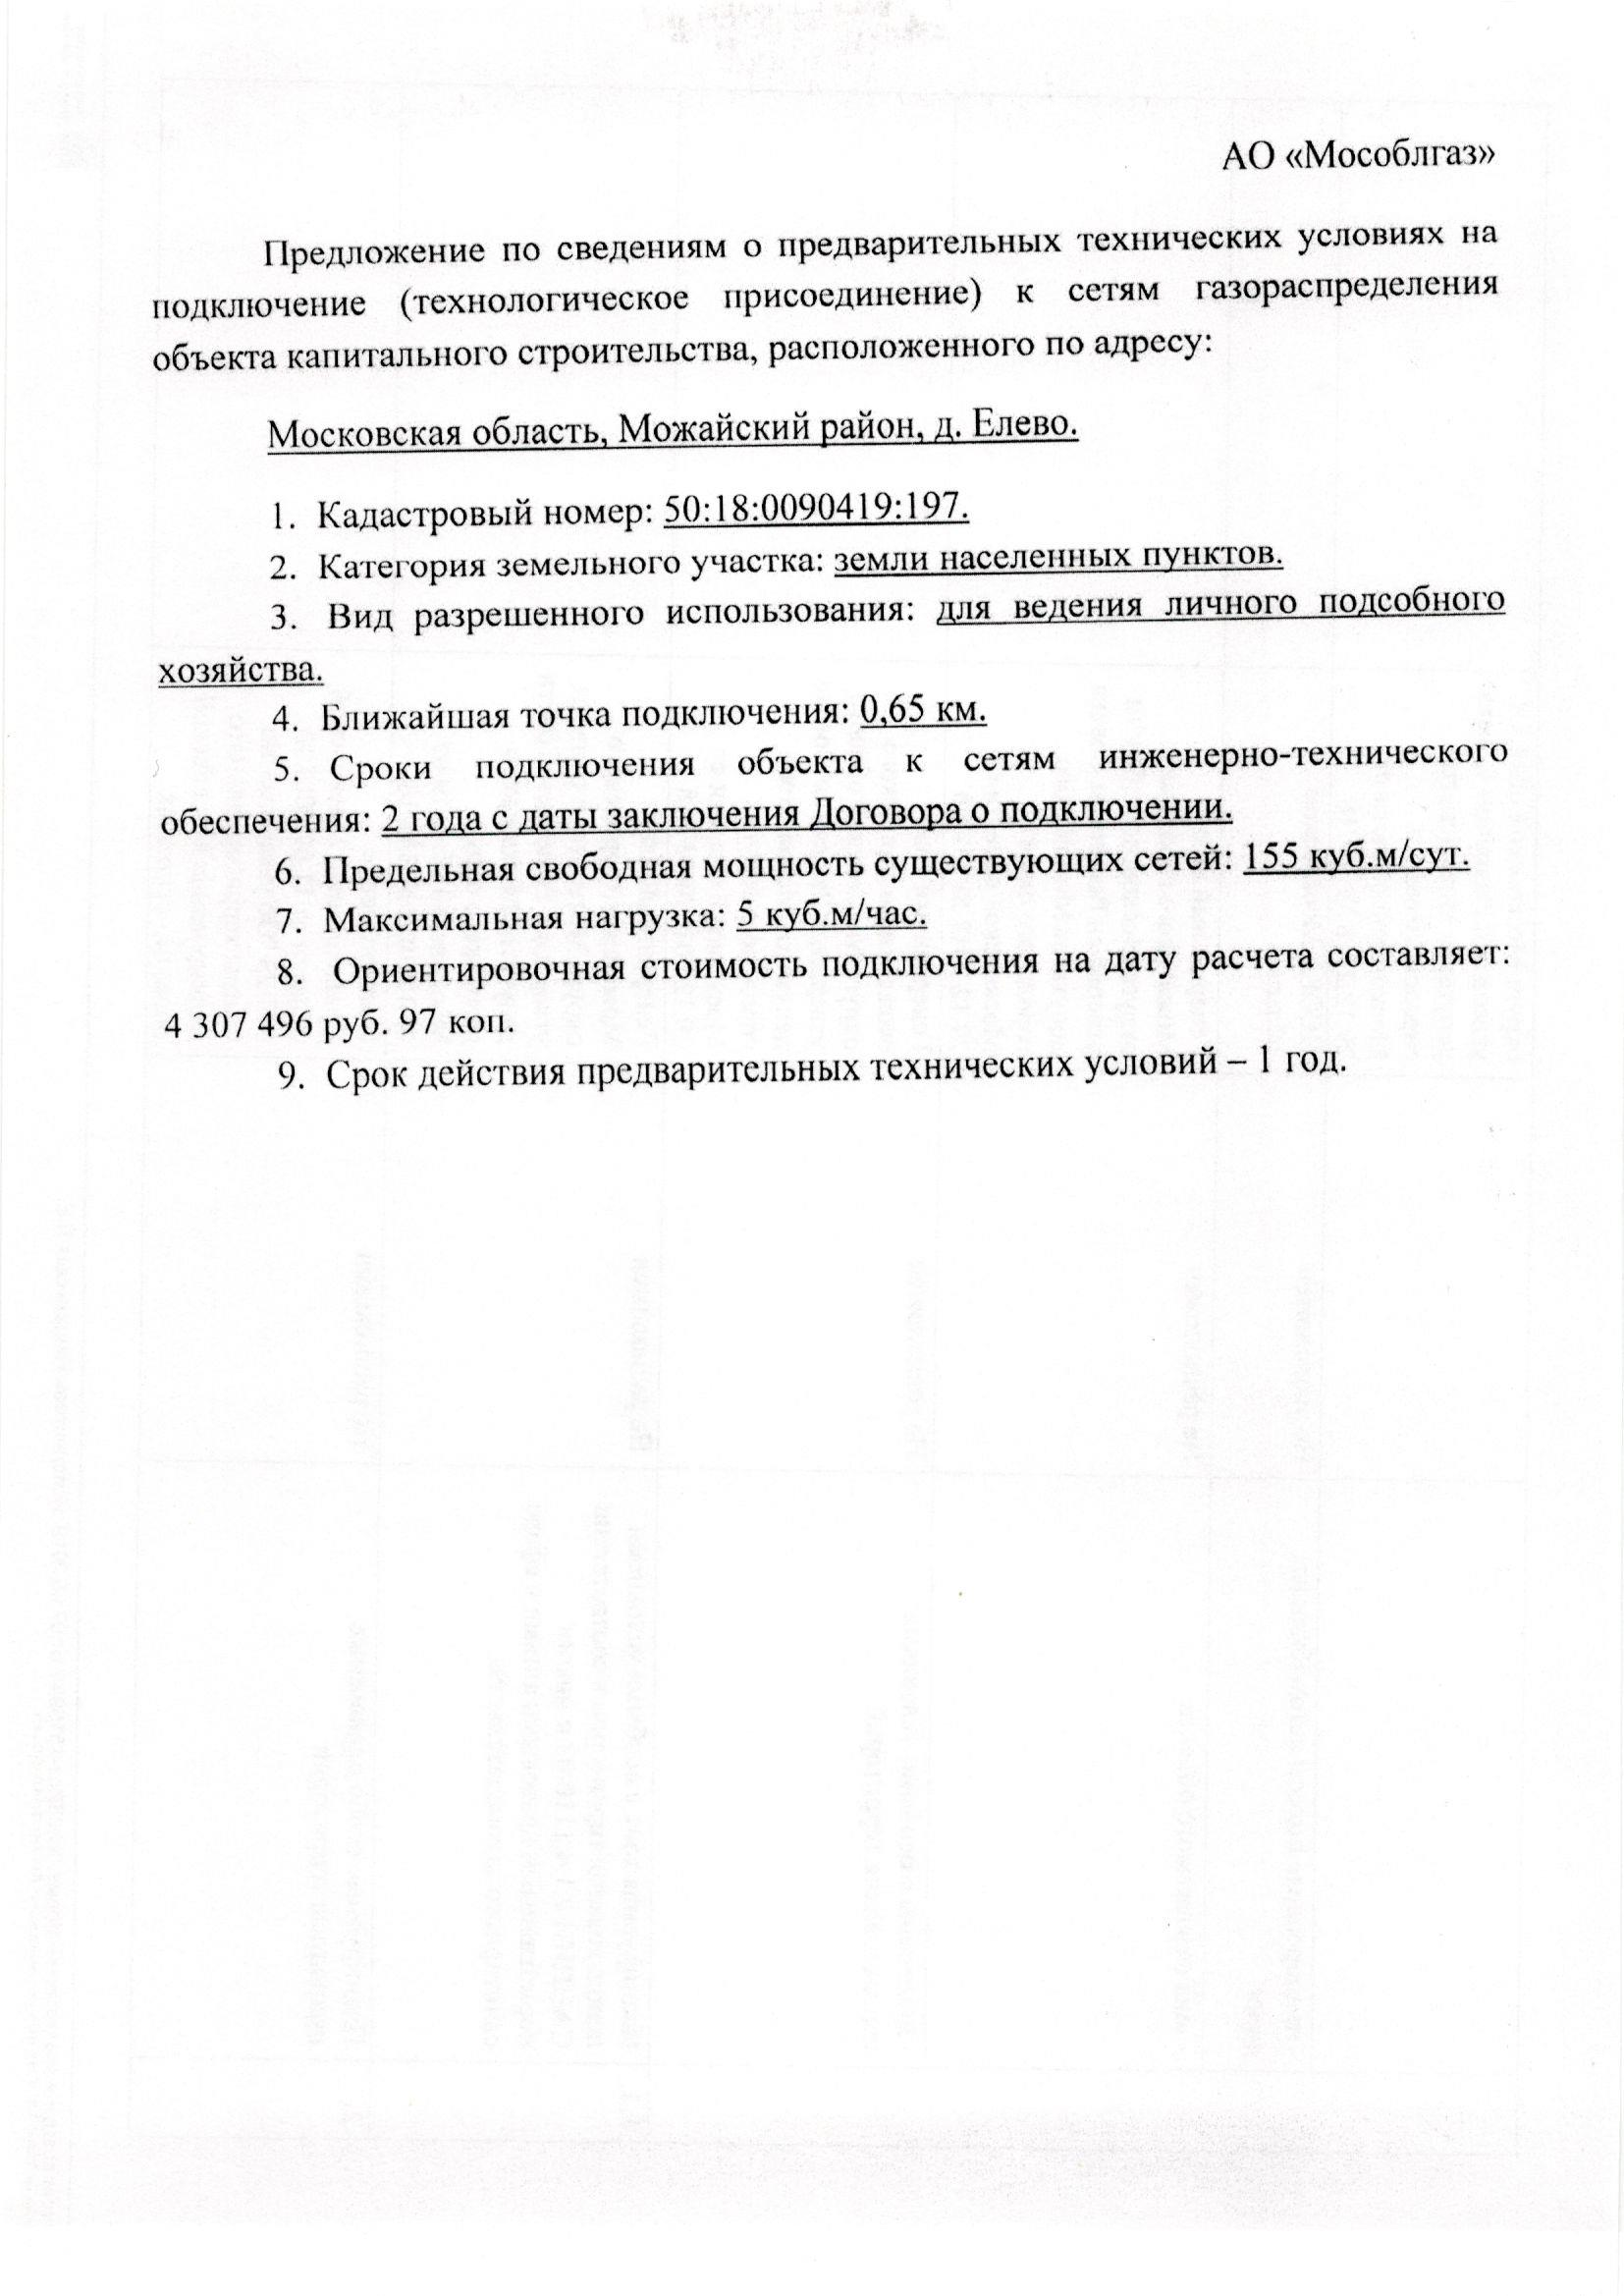 АО «Мособлгаз»
Предложение по сведениям о предварительных технических условиях на
подключение (технологическое присоединение) к сетям газораспределения
объекта капитального строительства, расположенного по адресу:
Московская область, Можайский район, д. Елево.
1. Кадастровый номер: 50:18:0090419:197.
2. Категория земельного участка: земли населенных пунктов.
3. Вид разрешенного использования: для ведения личного подсобного
хозяйства.
4. Ближайшая точка подключения: 0,65 км.
5. Сроки подключения объекта к сетям инженерно-технического
обеспечения: 2 года с даты заключения Договора о подключении.
6. Предельная свободная мощность существующих сетей: 155 куб.м/сут.
7. Максимальная нагрузка: 5 куб.м/час.
8. Ориентировочная стоимость подключения на дату расчета составляет:
4 307 496 руб. 97 коп.
9. Срок действия предварительных технических условий – 1 год.